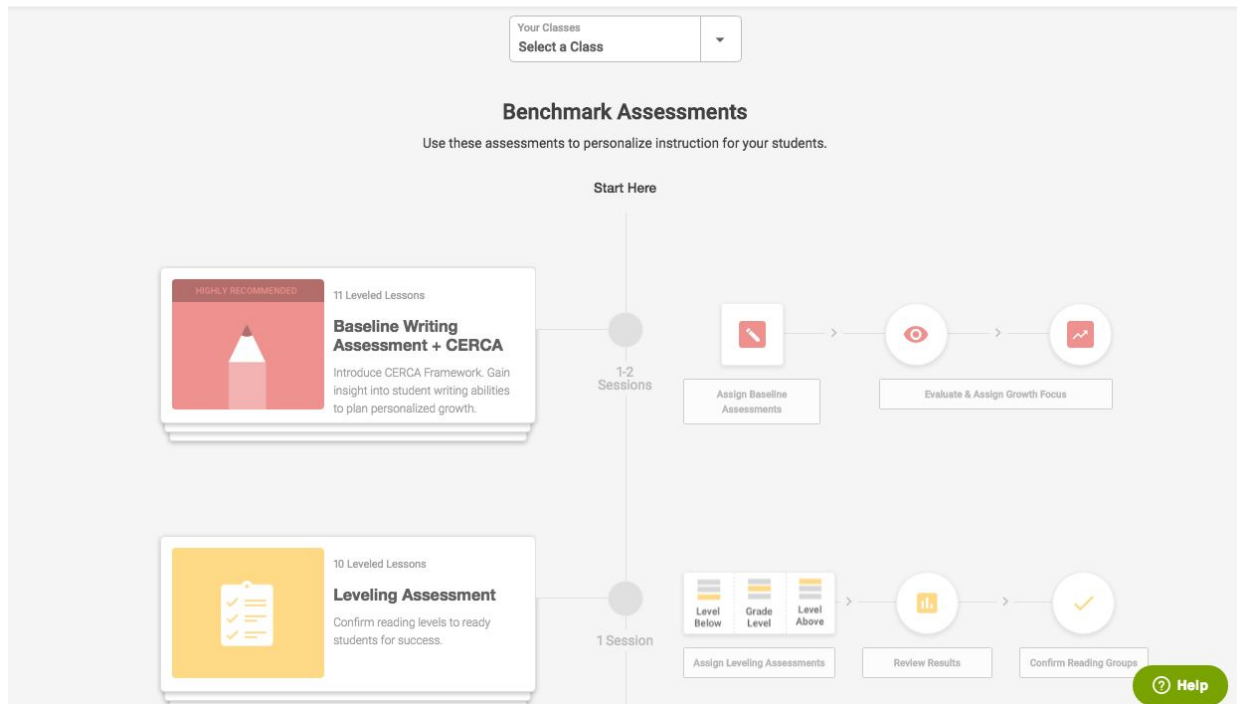 Your Classes
Select a Class
Benchmark Assessments
Use these assessments to personalize instruction for your students.
Start Here
HIGHLY RECOMMENDED
11 Leveled Lessons
Baseline Writing
Assessment + CERCA
Introduce CERCA Framework. Gain
insight into student writing abilities
to plan personalized growth.
1-2
Sessions
Assign Baseline
Assessments
Evaluate & Assign Growth Focus
10 Leveled Lessons
Leveling Assessment
Confirm reading levels to ready
students for success.
1 Session
Level
Below
Grade
Level
Level
Above
Assign Leveling Assessments
Review Results
Confirm Reading Groups
Help